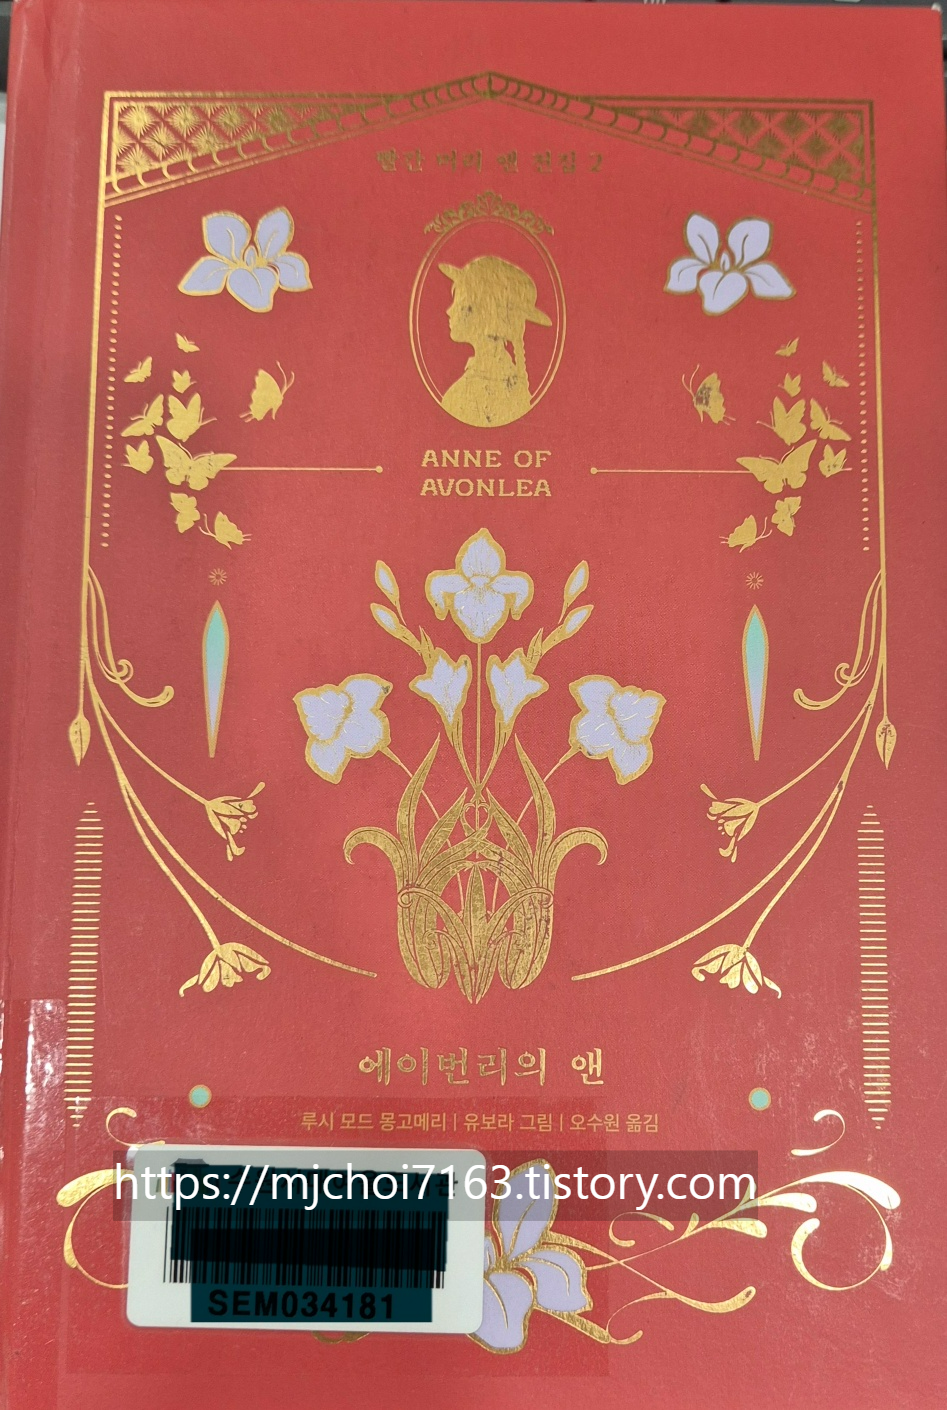 빨간 머리 앤 전집 2
ANNE OF
AVONLEA
에이번리의 앤
루시 모드 몽고메리 | 유보라 그림 | 오수원 옮김
https://mjchoi7163.tistory.com
SEM034181